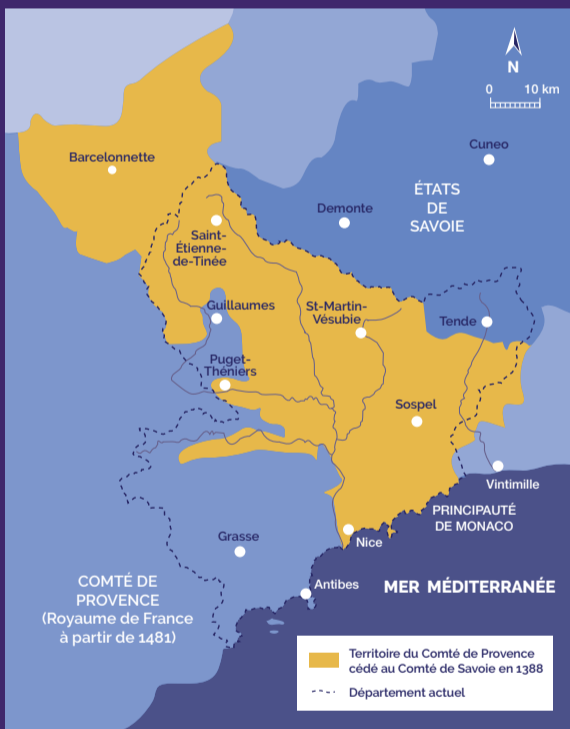 N
0 10 km
Barcelonnette
Cuneo
ÉTATS
DE
SAVOIE
Demonte
Saint-
Étienne-
de-Tinée
Guillaumes
St-Martin-
Vésubie
Tende
Puget-
Théniers
Sospel
Vintimille
PRINCIPAUTÉ
DE MONACO
Grasse
Nice
Antibes
MER MÉDITERRANÉE
COMTÉ DE
PROVENCE
(Royaume de France
à partir de 1481)
Territoire du Comté de Provence
cédé au Comté de Savoie en 1388
Département actuel